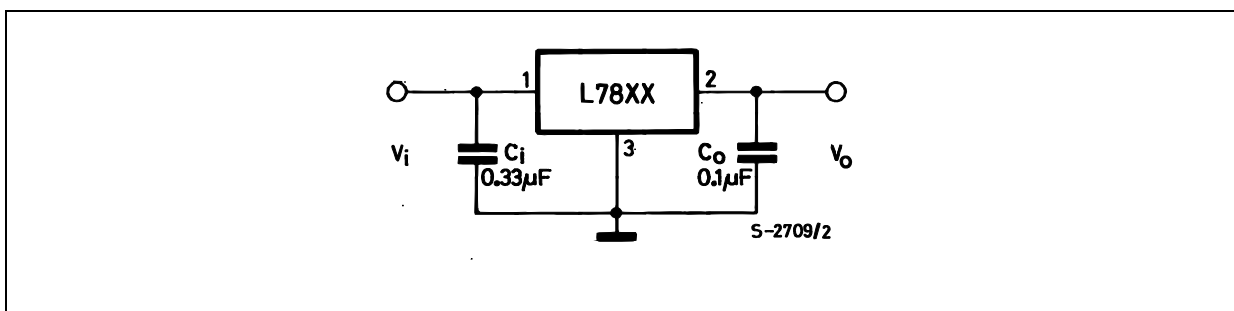 1
L78XX
2
3
Vi
Ci
0.33µF
Co
0.1µF
Vo
S-2709/2